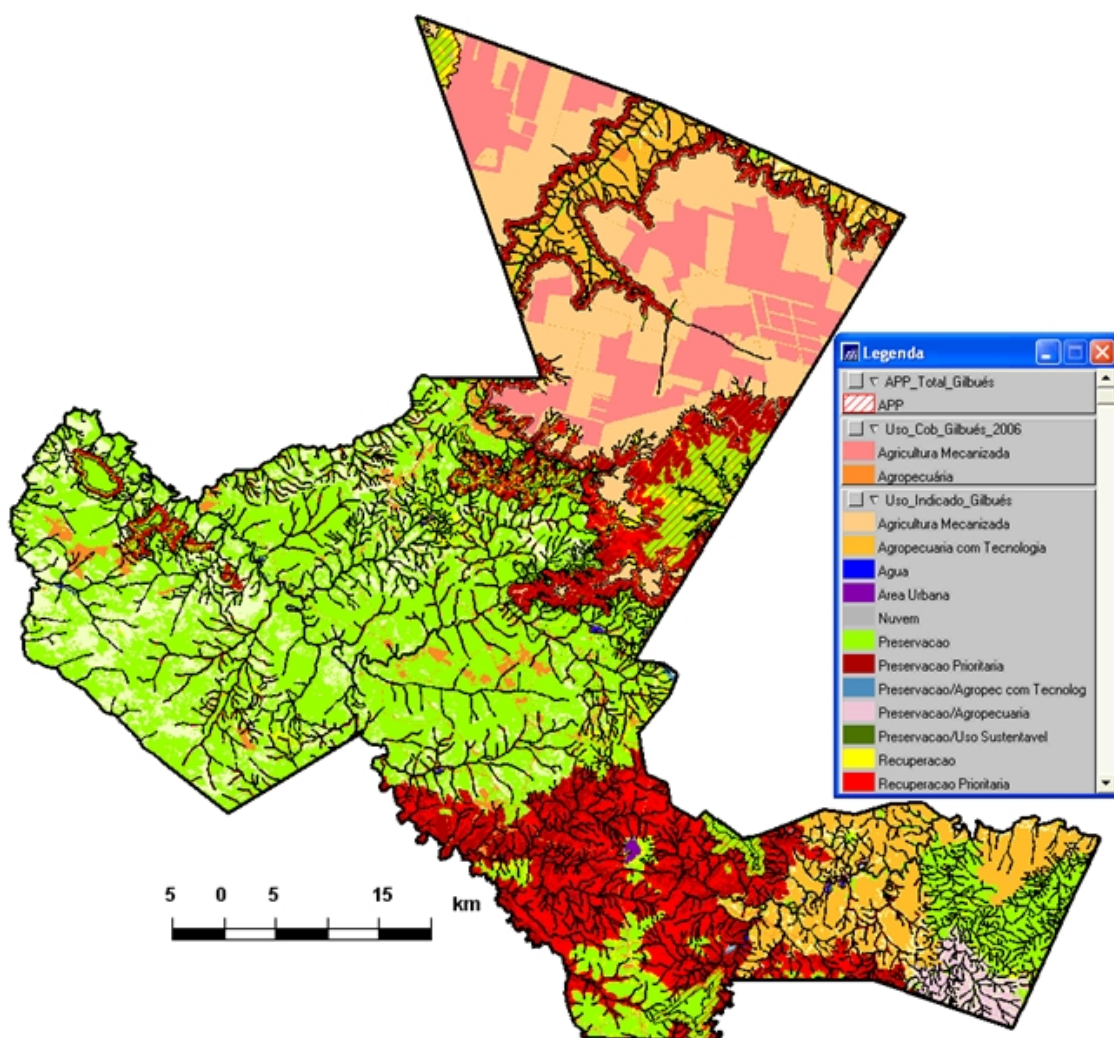 Legenda
APP_Total_Gilbués
APP
Uso_Cob_Gilbués_2006
Agricultura Mecanizada
Agropecuária
Uso_Indicado_Gilbués
Agricultura Mecanizada
Agropecuaria com Tecnologia
Agua
Area Urbana
Nuvem
Preservacao
Preservacao Prioritaria
Preservacao/Agropec com Tecnolog
Preservacao/Agropecuaria
Preservacao/Uso Sustentavel
Recuperacao
Recuperacao Prioritaria
5 0 5 15 km